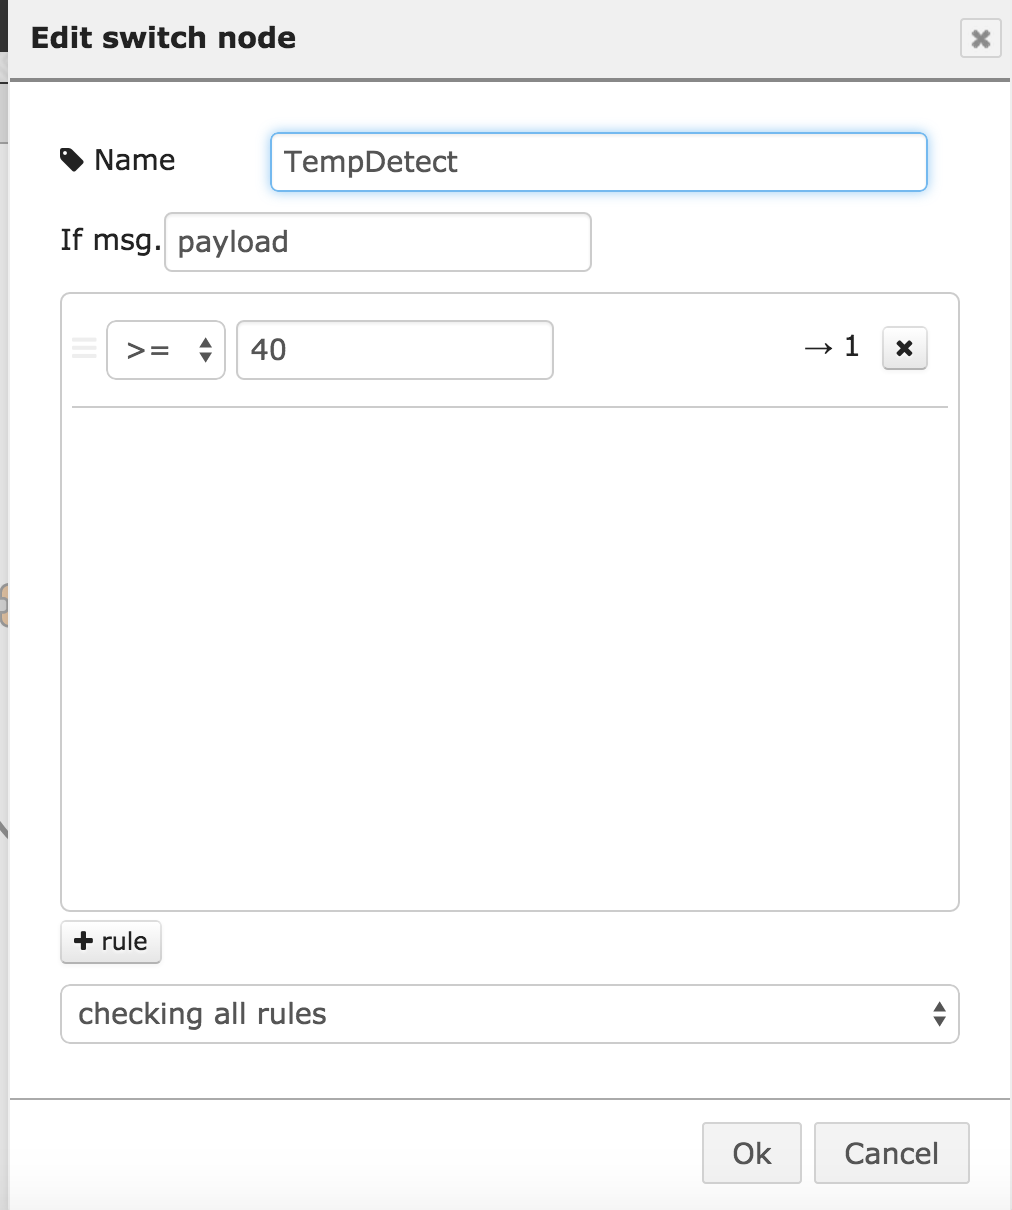 Edit switch node
Name TempDetect
If msg. payload
>= 40 → 1
+ rule
checking all rules
Ok Cancel